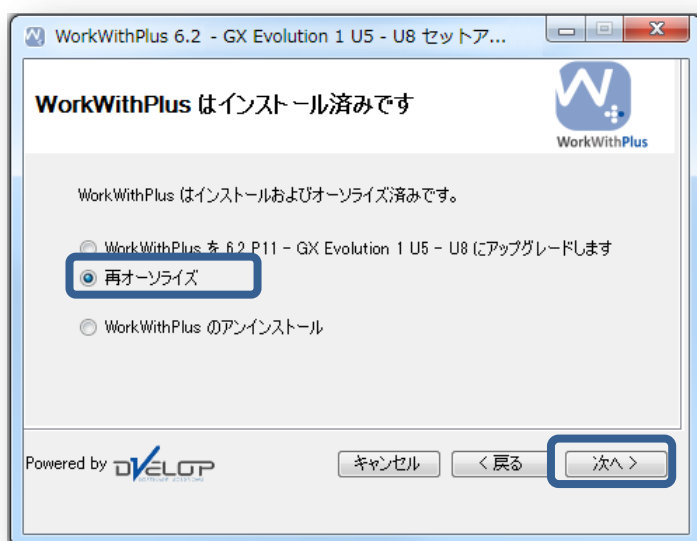 WorkWithPlus 6.2 - GX Evolution 1 U5 - U8 セットア...
WorkWithPlus はインストール済みです
WorkWithPlus
WorkWithPlus はインストールおよびオーソライズ済みです。
WorkWithPlus を 6.2 P11 - GX Evolution 1 U5 - U8 にアップグレードします
再オーソライズ
WorkWithPlus のアンインストール
Powered by DVELOP
キャンセル
< 戻る
次へ >